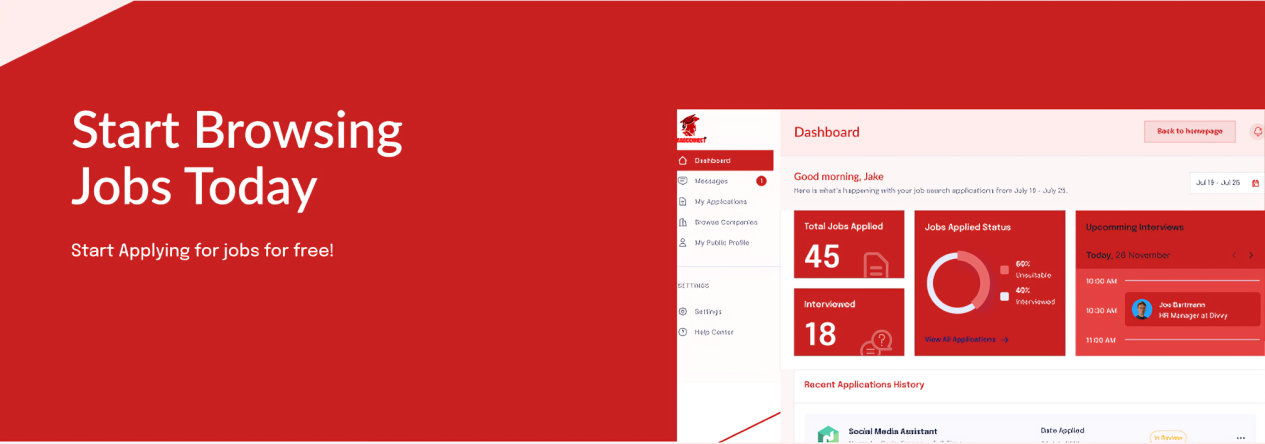 Start Browsing
Jobs Today
Start Applying for jobs for free!
Dashboard
Messages
1
My Applications
Browse Companies
My Public Profile
SETTINGS
Settings
Help Center
Dashboard
Back to homepage
Good morning, Jake
Here is what's happening with your job search applications from July 19 - July 25.
Jul 19 - Jul 25
Total Jobs Applied
45
Interviewed
18
Jobs Applied Status
60%
Unsuitable
40%
Interviewed
View All Applications
Upcomming Interviews
Today, 26 November
10:00 AM
10:30 AM
Joe Bartmann
HR Manager at Divvy
11:00 AM
Recent Applications History
Social Media Assistant
Date Applied
In Review